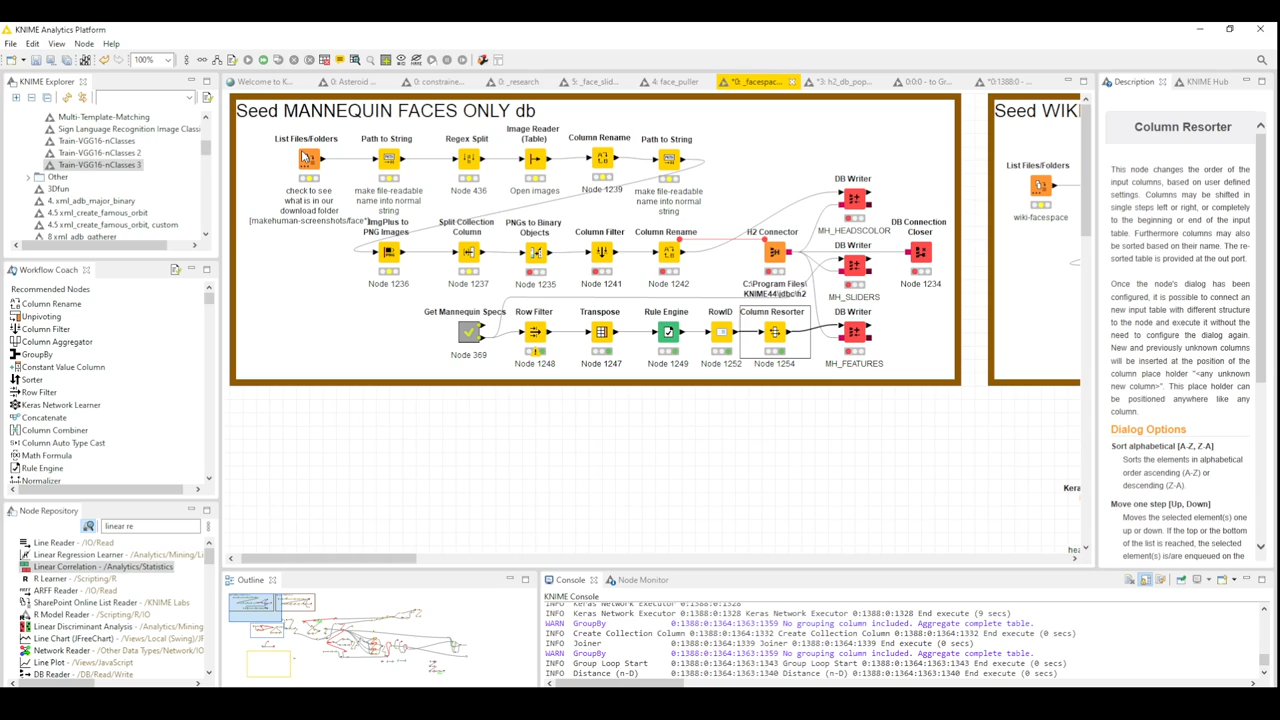 KNIME Analytics Platform
File Edit View Node Help
150%
KNIME Explorer
Multi-Template-Matching
Sign Language Recognition Image Classi
Train-VGG16-nClasses
Train-VGG16-nClasses 2
Train-VGG16-nClasses 3
Other
3Dfun
4. xml_adb_major_binary
4.5 xml_create_famous_orbit
4.5 xml_create_famous_orbit, custom
8 xml_adb_gatherer
Workflow Coach
Recommended Nodes
Column Rename
Unpivoting
Column Filter
Column Aggregator
GroupBy
Constant Value Column
Sorter
Row Filter
Keras Network Learner
Concatenate
Column Combiner
Column Auto Type Cast
Math Formula
Rule Engine
Normalizer
Node Repository
linear re
Line Reader - /IO/Read
Linear Regression Learner - /Analytics/Mining/Li
Linear Correlation - /Analytics/Statistics
R Learner - /Scripting/R
ARFF Reader - /IO/Read
SharePoint Online List Reader - /KNIME Labs
R Model Reader - /Scripting/R/IO
Linear Discriminant Analysis - /Analytics/Mining/
Line Chart (JFreeChart) - /Views/Local (Swing)/JF
Network Reader - /Other Data Types/Network/IO
Line Plot - /Views/JavaScript
DB Reader - /DB/Read/Write
Welcome to K... 0: Asteroid ... 0: constraine... 0: _research 5: _face_slid... 4: face_puller *0: _facespac... *3: h2_db_pop... 0:0:0 - to Gr... *0:1388:0 - ...
Seed MANNEQUIN FACES ONLY db
Seed WIK
List Files/Folders
check to see
what is in our
download folder
[makehuman-screenshots/face"]
Path to String
make file-readable
name into normal
string
Regex Split
Node 436
Image Reader
(Table)
Open images
Column Rename
Node 1239
Path to String
make file-readable
name into normal
string
ImgPlus to
PNG Images
Node 1236
Split Collection
Column
Node 1237
PNGs to Binary
Objects
Node 1235
Column Filter
Node 1241
Column Rename
Node 1242
H2 Connector
C:\Program Files\
KNIME44\jdbc\h2
DB Writer
MH_HEADSCOLOR
DB Writer
MH_SLIDERS
DB Connection
Closer
Node 1234
Get Mannequin Specs
Node 369
Row Filter
Node 1248
Transpose
Node 1247
Rule Engine
Node 1249
RowID
Node 1252
Column Resorter
Node 1254
DB Writer
MH_FEATURES
List Files/Folders
wiki-facespace
Kera
hea
Outline
Console Node Monitor
KNIME Console
INFO Keras Network Executor 0:1388:0:1328 Keras Network Executor 0:1388:0:1328 End execute (9 secs)
WARN GroupBy 0:1388:0:1364:1363:1359 No grouping column included. Aggregate complete table.
INFO Create Collection Column 0:1388:0:1332 Create Collection Column 0:1388:0:1332 End execute (0 secs)
INFO Joiner 0:1388:0:1339 Joiner 0:1388:0:1339 End execute (0 secs)
WARN GroupBy 0:1388:0:1364:1363:1359 No grouping column included. Aggregate complete table.
INFO Group Loop Start 0:1388:0:1364:1363:1343 Group Loop Start 0:1388:0:1364:1363:1343 End execute (0 secs)
INFO Distance (n-D) 0:1388:0:1364:1363:1340 Distance (n-D) 0:1388:0:1364:1363:1340 End execute (0 secs)
Description KNIME Hub
Column Resorter
This node changes the order of the
input columns, based on user defined
settings. Columns may be shifted in
single steps left or right, or completely
to the beginning or end of the input
table. Furthermore columns may also
be sorted based on their name. The re-
sorted table is provided at the out port.
Once the node's dialog has been
configured, it is possible to connect an
new input table with different
structure to the node and execute it
without the need to configure the dialog again.
New and previously unknown columns
will be inserted at the position of the
column place holder "<any unknown
new column>". This place holder can
be positioned anywhere like any
column.
Dialog Options
Sort alphabetical [A-Z, Z-A]
Sorts the elements in alphabetical
order ascending (A-Z) or
descending (Z-A).
Move one step [Up, Down]
Moves the selected element(s) one
up or down. If the top or the bottom
of the list is reached, the selected
element(s) is/are enqueued on the